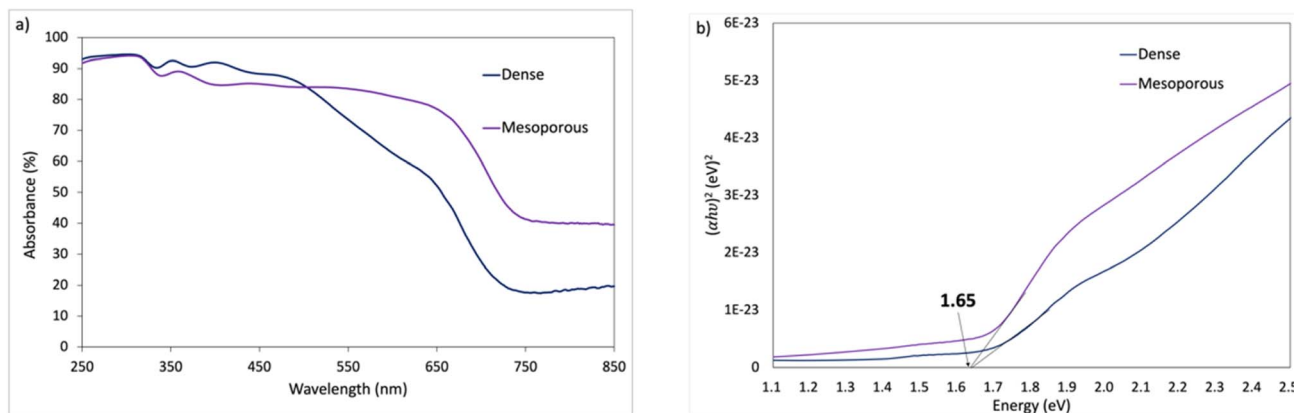 a)
100
90
80
70
60
50
40
30
20
10
0
Absorbance (%)
Dense
Mesoporous
250 350 450 550 650 750 850
Wavelength (nm)
b)
6E-23
5E-23
4E-23
3E-23
2E-23
1E-23
0
(αhυ)² (eV)²
Dense
Mesoporous
1.65
1.1 1.2 1.3 1.4 1.5 1.6 1.7 1.8 1.9 2.0 2.1 2.2 2.3 2.4 2.5
Energy (eV)